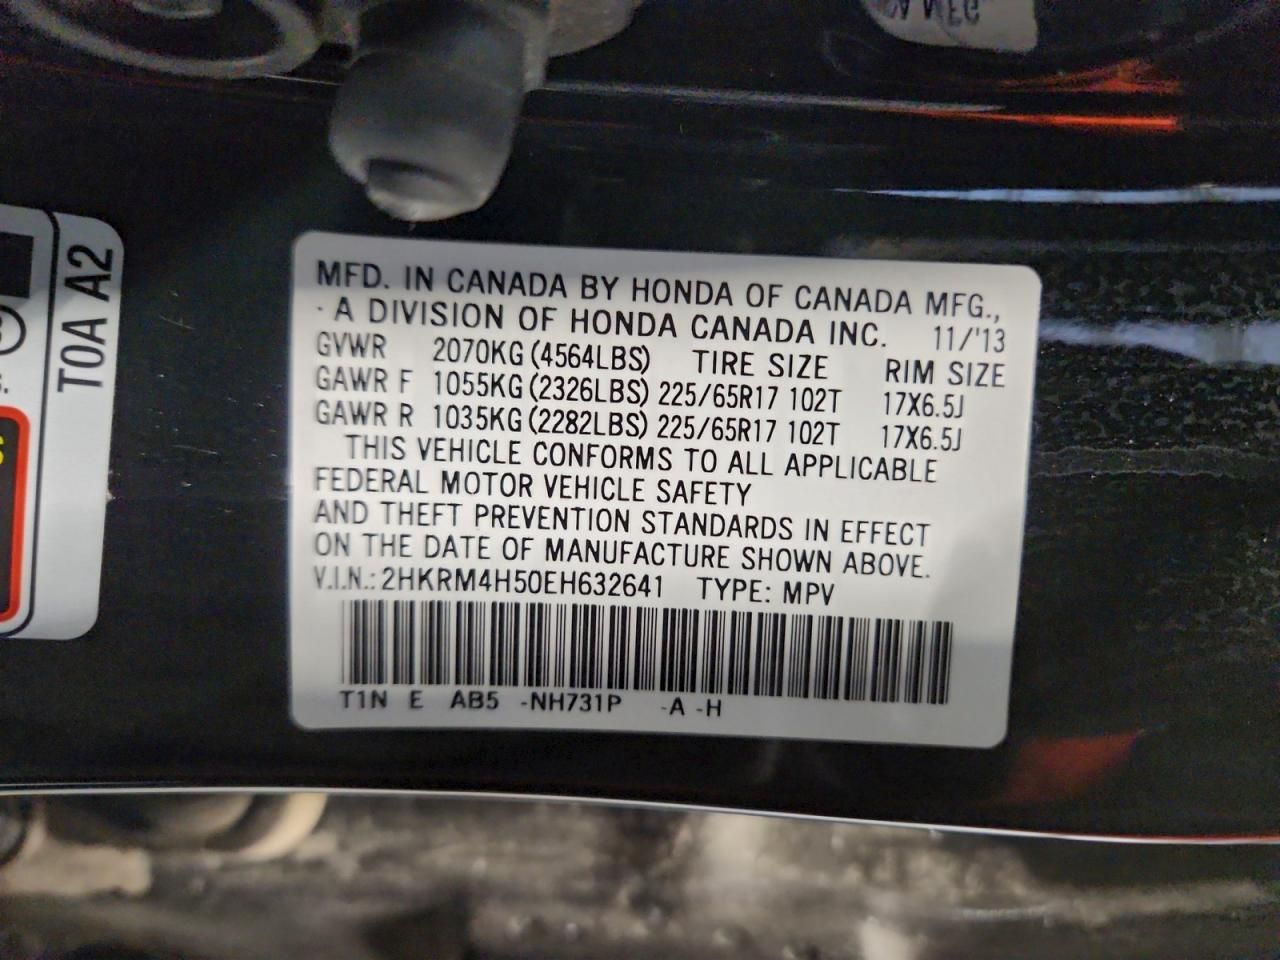 MFD. IN CANADA BY HONDA OF CANADA MFG.,
A DIVISION OF HONDA CANADA INC. 11/'13
GVWR 2070KG (4564LBS) TIRE SIZE RIM SIZE
GAWR F 1055KG (2326LBS) 225/65R17 102T 17X6.5J
GAWR R 1035KG (2282LBS) 225/65R17 102T 17X6.5J
THIS VEHICLE CONFORMS TO ALL APPLICABLE
FEDERAL MOTOR VEHICLE SAFETY
AND THEFT PREVENTION STANDARDS IN EFFECT
ON THE DATE OF MANUFACTURE SHOWN ABOVE.
V.I.N.: 2HKRM4H50EH632641 TYPE: MPV
T1N E AB5 -NH731P -A -H
T0A A2